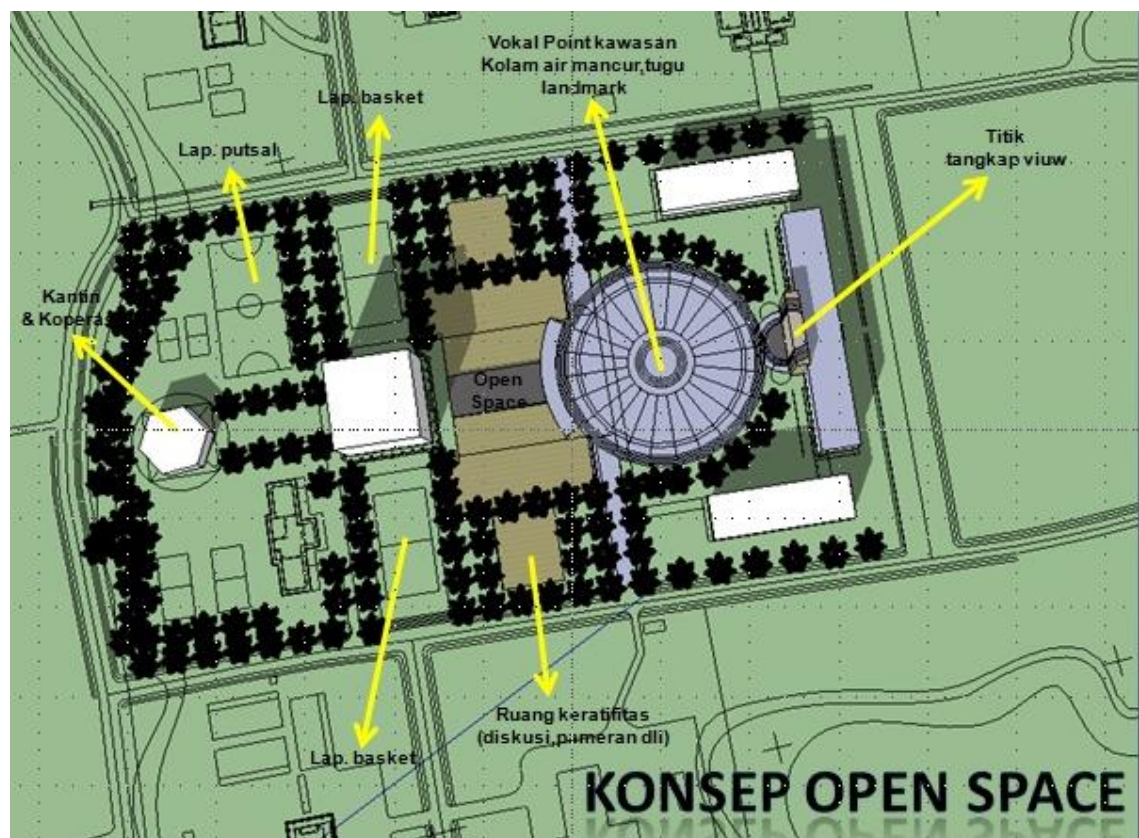 Vokal Point kawasan
Kolam air mancur,tugu
landmark
Lap. basket
Lap. putsal
Titik
tangkap viuw
Kantin
& Koperasi
Open
Space
Ruang keratifitas
(diskusi,pameran dli)
Lap. basket
KONSEP OPEN SPACE